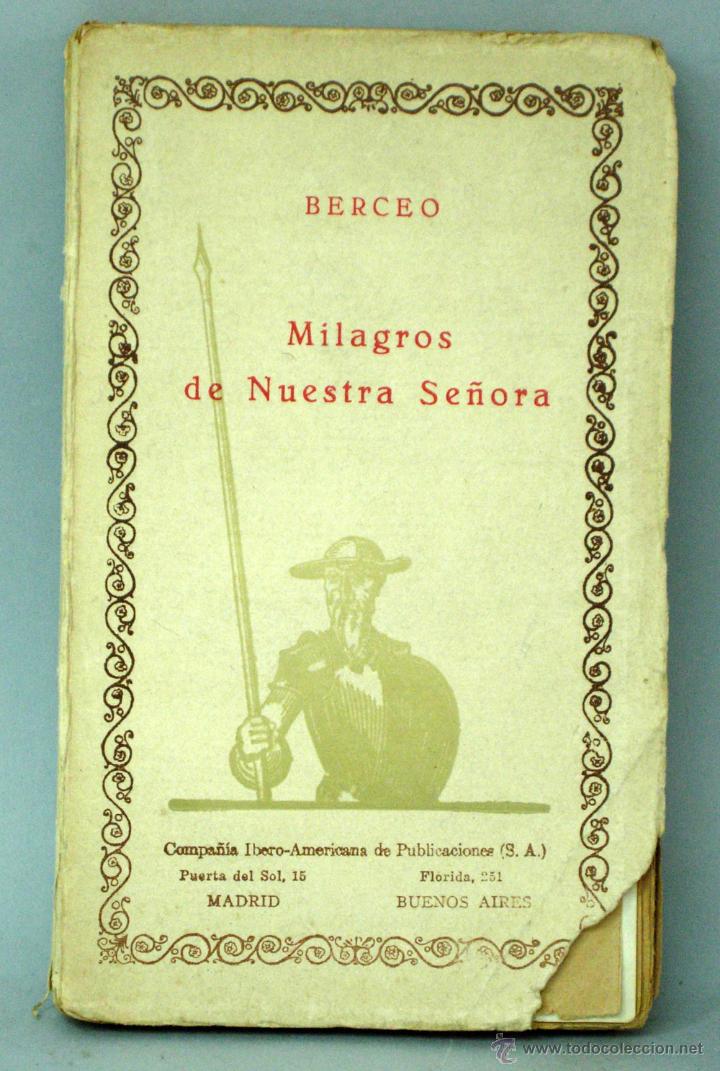 BERCEO
Milagros
de Nuestra Señora
Compañía Ibero-Americana de Publicaciones (S. A.)
Puerta del Sol, 15 Florida, 251
MADRID BUENOS AIRES
© www.todocoleccion.net